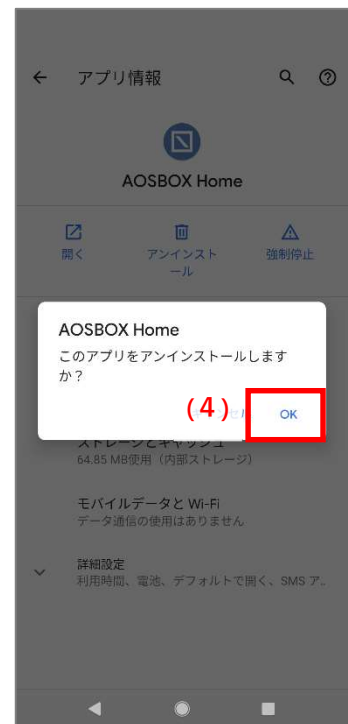 アプリ情報
AOSBOX Home
開く
アンインスト
ール
強制停止
AOSBOX Home
このアプリをアンインストールします
か？
(4)
OK
ストレージとキャッシュ
64.85 MB使用（内部ストレージ）
モバイルデータと Wi-Fi
データ通信の使用はありません
詳細設定
利用時間、電池、デフォルトで開く、SMS ア..